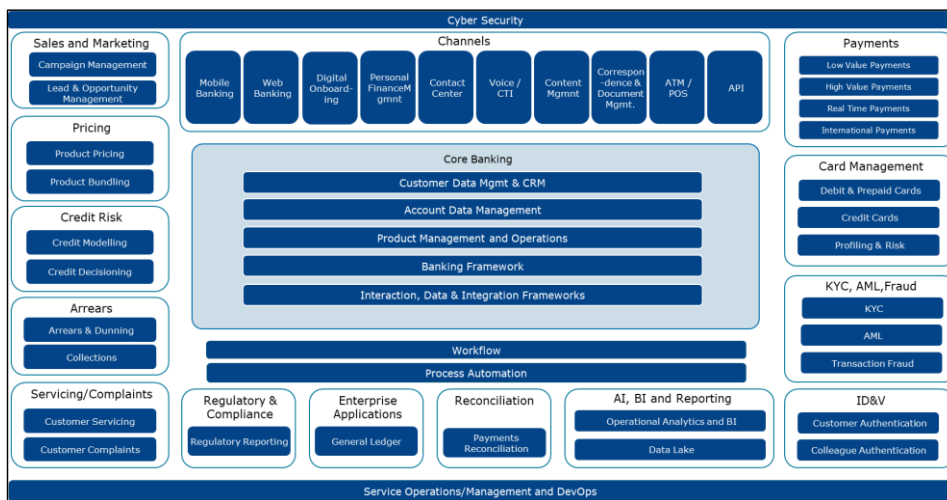 Cyber Security
Sales and Marketing
Campaign Management
Lead & Opportunity
Management
Pricing
Product Pricing
Product Bundling
Credit Risk
Credit Modelling
Credit Decisioning
Arrears
Arrears & Dunning
Collections
Servicing/Complaints
Customer Servicing
Customer Complaints
Channels
Mobile
Banking
Web
Banking
Digital
Onboard-
ing
Personal
FinanceM
gmnt
Contact
Center
Voice /
CTI
Content
Mgmnt
Correspon
-dence &
Document
Mgmt.
ATM /
POS
API
Core Banking
Customer Data Mgmt & CRM
Account Data Management
Product Management and Operations
Banking Framework
Interaction, Data & Integration Frameworks
Workflow
Process Automation
Regulatory &
Compliance
Regulatory Reporting
Enterprise
Applications
General Ledger
Reconciliation
Payments
Reconciliation
AI, BI and Reporting
Operational Analytics and BI
Data Lake
Payments
Low Value Payments
High Value Payments
Real Time Payments
International Payments
Card Management
Debit & Prepaid Cards
Credit Cards
Profiling & Risk
KYC, AML,Fraud
KYC
AML
Transaction Fraud
ID&V
Customer Authentication
Colleague Authentication
Service Operations/Management and DevOps